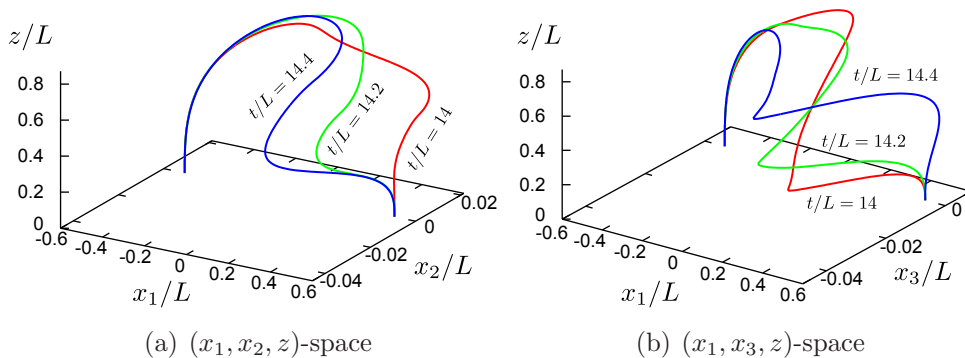 z/L
0.8
0.6
0.4
0.2
0
-0.6
-0.4
-0.2
0
0.2
0.4
0.6
x₁/L
-0.04
-0.02
0
0.02
x₂/L
t/L = 14.4
t/L = 14.2
t/L = 14
(a) (x₁, x₂, z)-space
z/L
0.8
0.6
0.4
0.2
0
-0.6
-0.4
-0.2
0
0.2
0.4
0.6
x₁/L
-0.04
-0.02
0
x₃/L
t/L = 14.4
t/L = 14.2
t/L = 14
(b) (x₁, x₃, z)-space